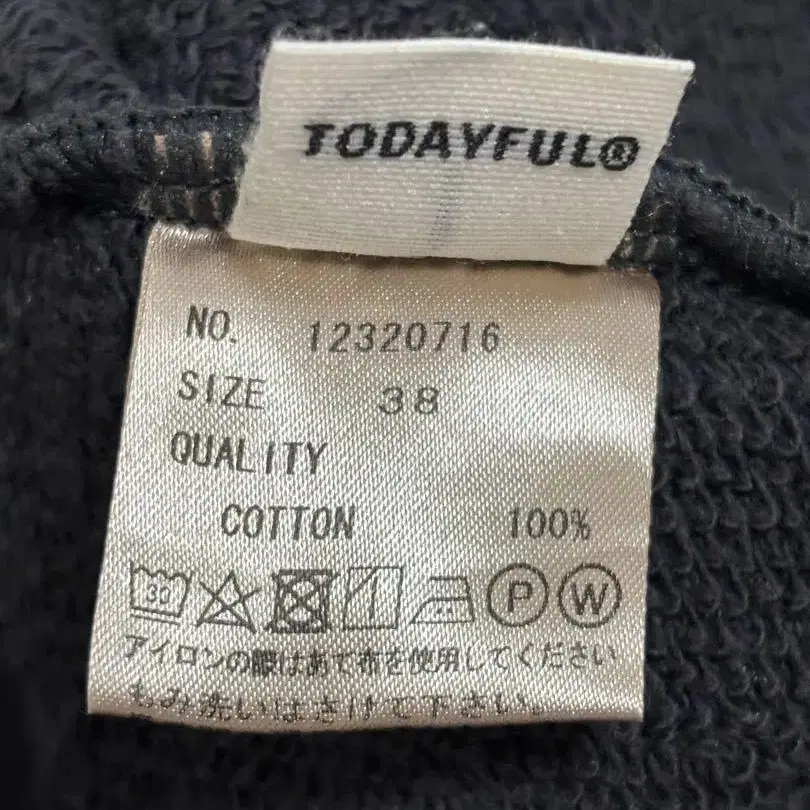 TODAYFUL®
NO. 12320716
SIZE 38
QUALITY
COTTON 100%
30 P W
アイロンの際はあて布を使用してください
もみ洗いはさけて下さい。